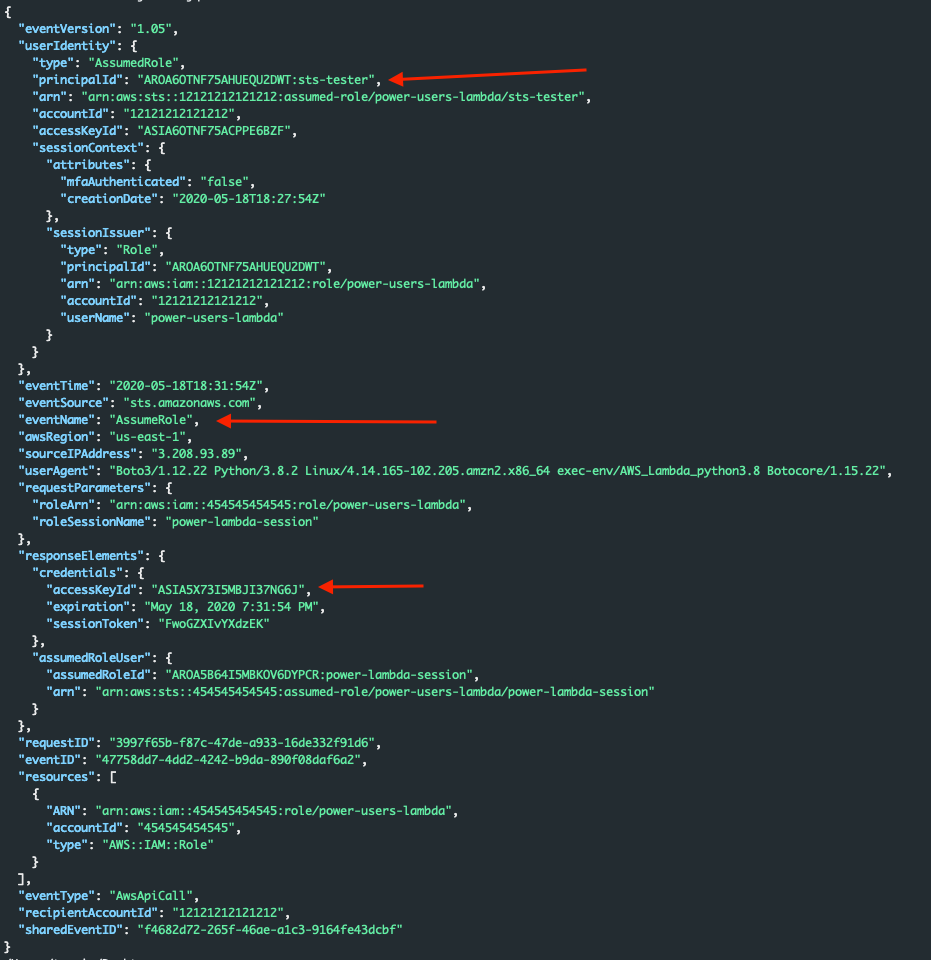 {
  "eventVersion": "1.05",
  "userIdentity": {
    "type": "AssumedRole",
    "principalId": "AROA6OTNF75AHUEQU2DWT:sts-tester",
    "arn": "arn:aws:sts::12121212121212:assumed-role/power-users-lambda/sts-tester",
    "accountId": "12121212121212",
    "accessKeyId": "ASIA6OTNF75ACPPE6BZF",
    "sessionContext": {
      "attributes": {
        "mfaAuthenticated": "false",
        "creationDate": "2020-05-18T18:27:54Z"
      },
      "sessionIssuer": {
        "type": "Role",
        "principalId": "AROA6OTNF75AHUEQU2DWT",
        "arn": "arn:aws:iam::12121212121212:role/power-users-lambda",
        "accountId": "12121212121212",
        "userName": "power-users-lambda"
      }
    }
  },
  "eventTime": "2020-05-18T18:31:54Z",
  "eventSource": "sts.amazonaws.com",
  "eventName": "AssumeRole",
  "awsRegion": "us-east-1",
  "sourceIPAddress": "3.208.93.89",
  "userAgent": "Boto3/1.12.22 Python/3.8.2 Linux/4.14.165-102.205.amzn2.x86_64 exec-env/AWS_Lambda_python3.8 Botocore/1.15.22",
  "requestParameters": {
    "roleArn": "arn:aws:iam::454545454545:role/power-users-lambda",
    "roleSessionName": "power-lambda-session"
  },
  "responseElements": {
    "credentials": {
      "accessKeyId": "ASIA5X73I5MBJI37NG6J",
      "expiration": "May 18, 2020 7:31:54 PM",
      "sessionToken": "FwoGZXIvYXdzEK"
    },
    "assumedRoleUser": {
      "assumedRoleId": "AROA5B64I5MBKOV6DYPCR:power-lambda-session",
      "arn": "arn:aws:sts::454545454545:assumed-role/power-users-lambda/power-lambda-session"
    }
  },
  "requestID": "3997f65b-f87c-47de-a933-16de332f91d6",
  "eventID": "47758dd7-4dd2-4242-b9da-890f08daf6a2",
  "resources": [
    {
      "ARN": "arn:aws:iam::454545454545:role/power-users-lambda",
      "accountId": "454545454545",
      "type": "AWS::IAM::Role"
    }
  ],
  "eventType": "AwsApiCall",
  "recipientAccountId": "12121212121212",
  "sharedEventID": "f4682d72-265f-46ae-a1c3-9164fe43dcbf"
}